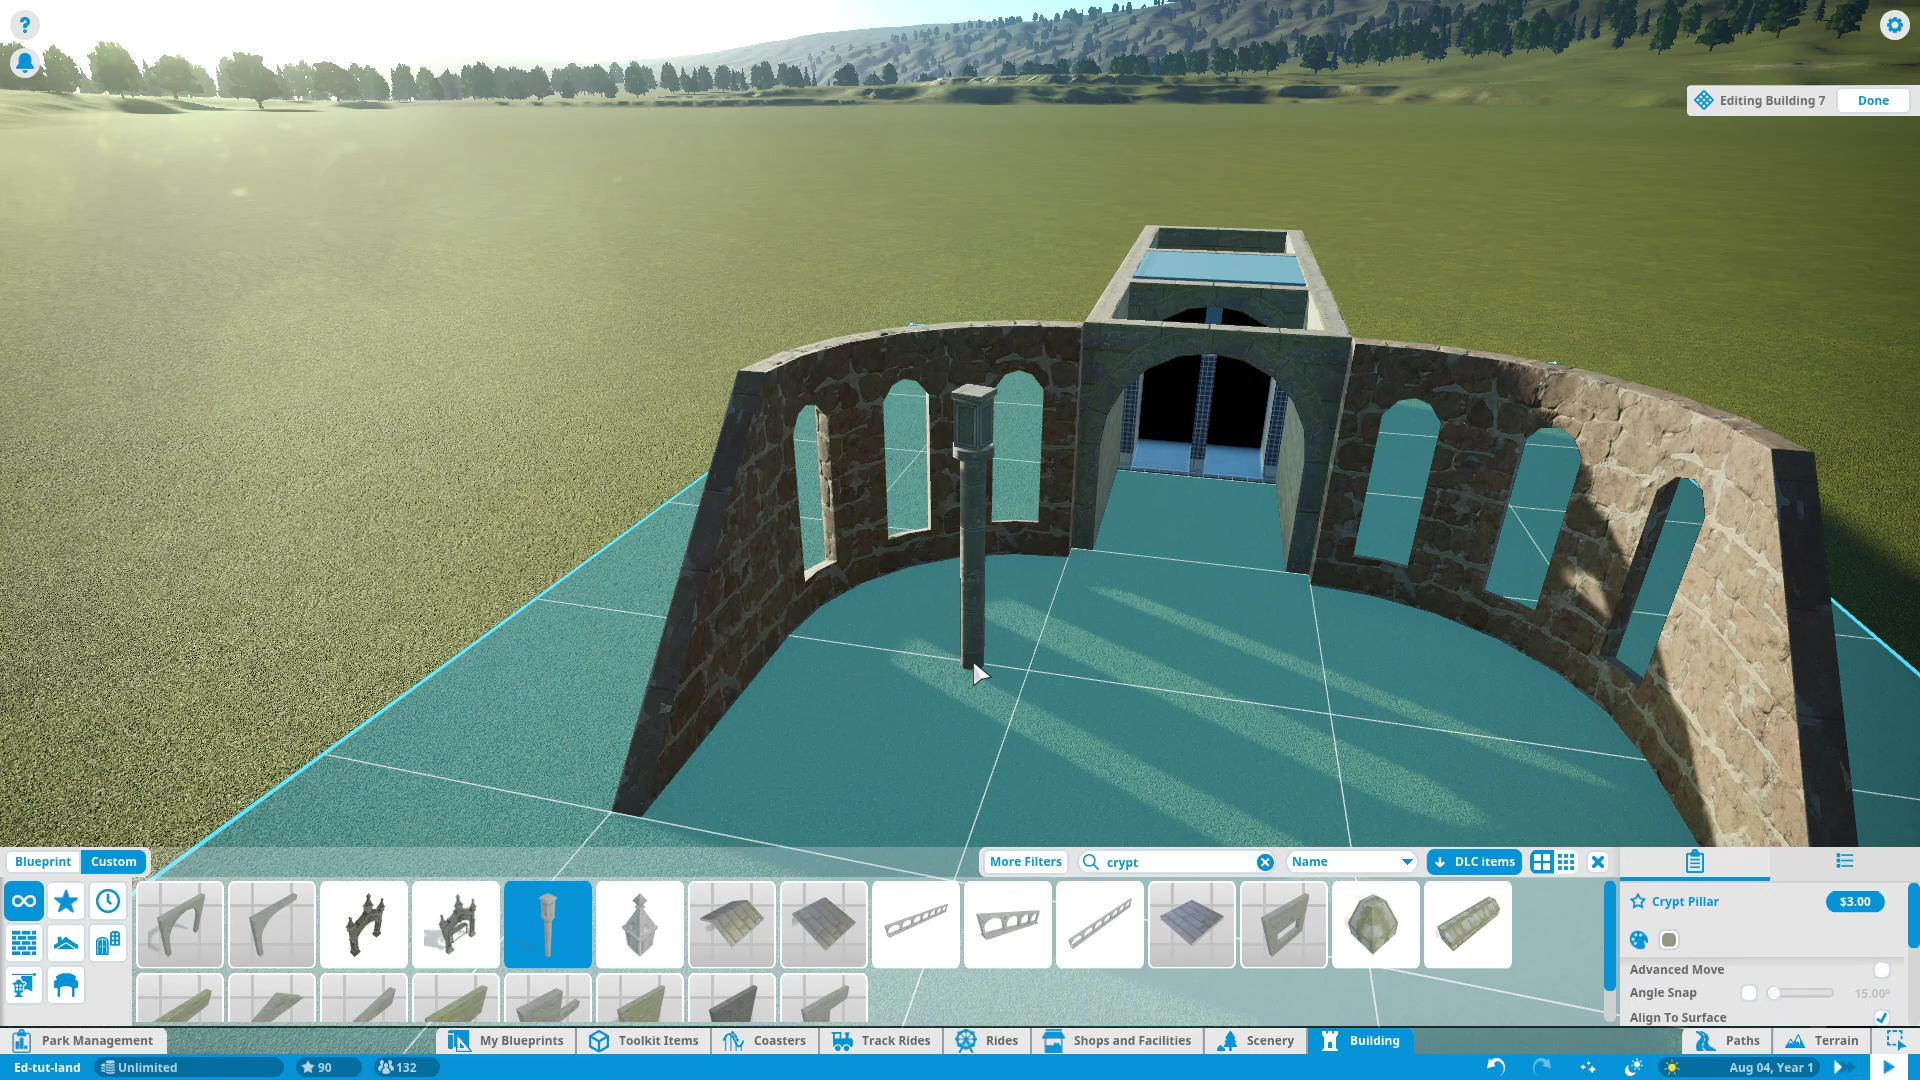 ?
Editing Building 7
Done
Blueprint
Custom
More Filters
crypt
Name
DLC items
Crypt Pillar
$3.00
Advanced Move
Angle Snap
15.00°
Align To Surface
Park Management
My Blueprints
Toolkit Items
Coasters
Track Rides
Rides
Shops and Facilities
Scenery
Building
Paths
Terrain
Ed-tut-land
Unlimited
90
132
Aug 04, Year 1